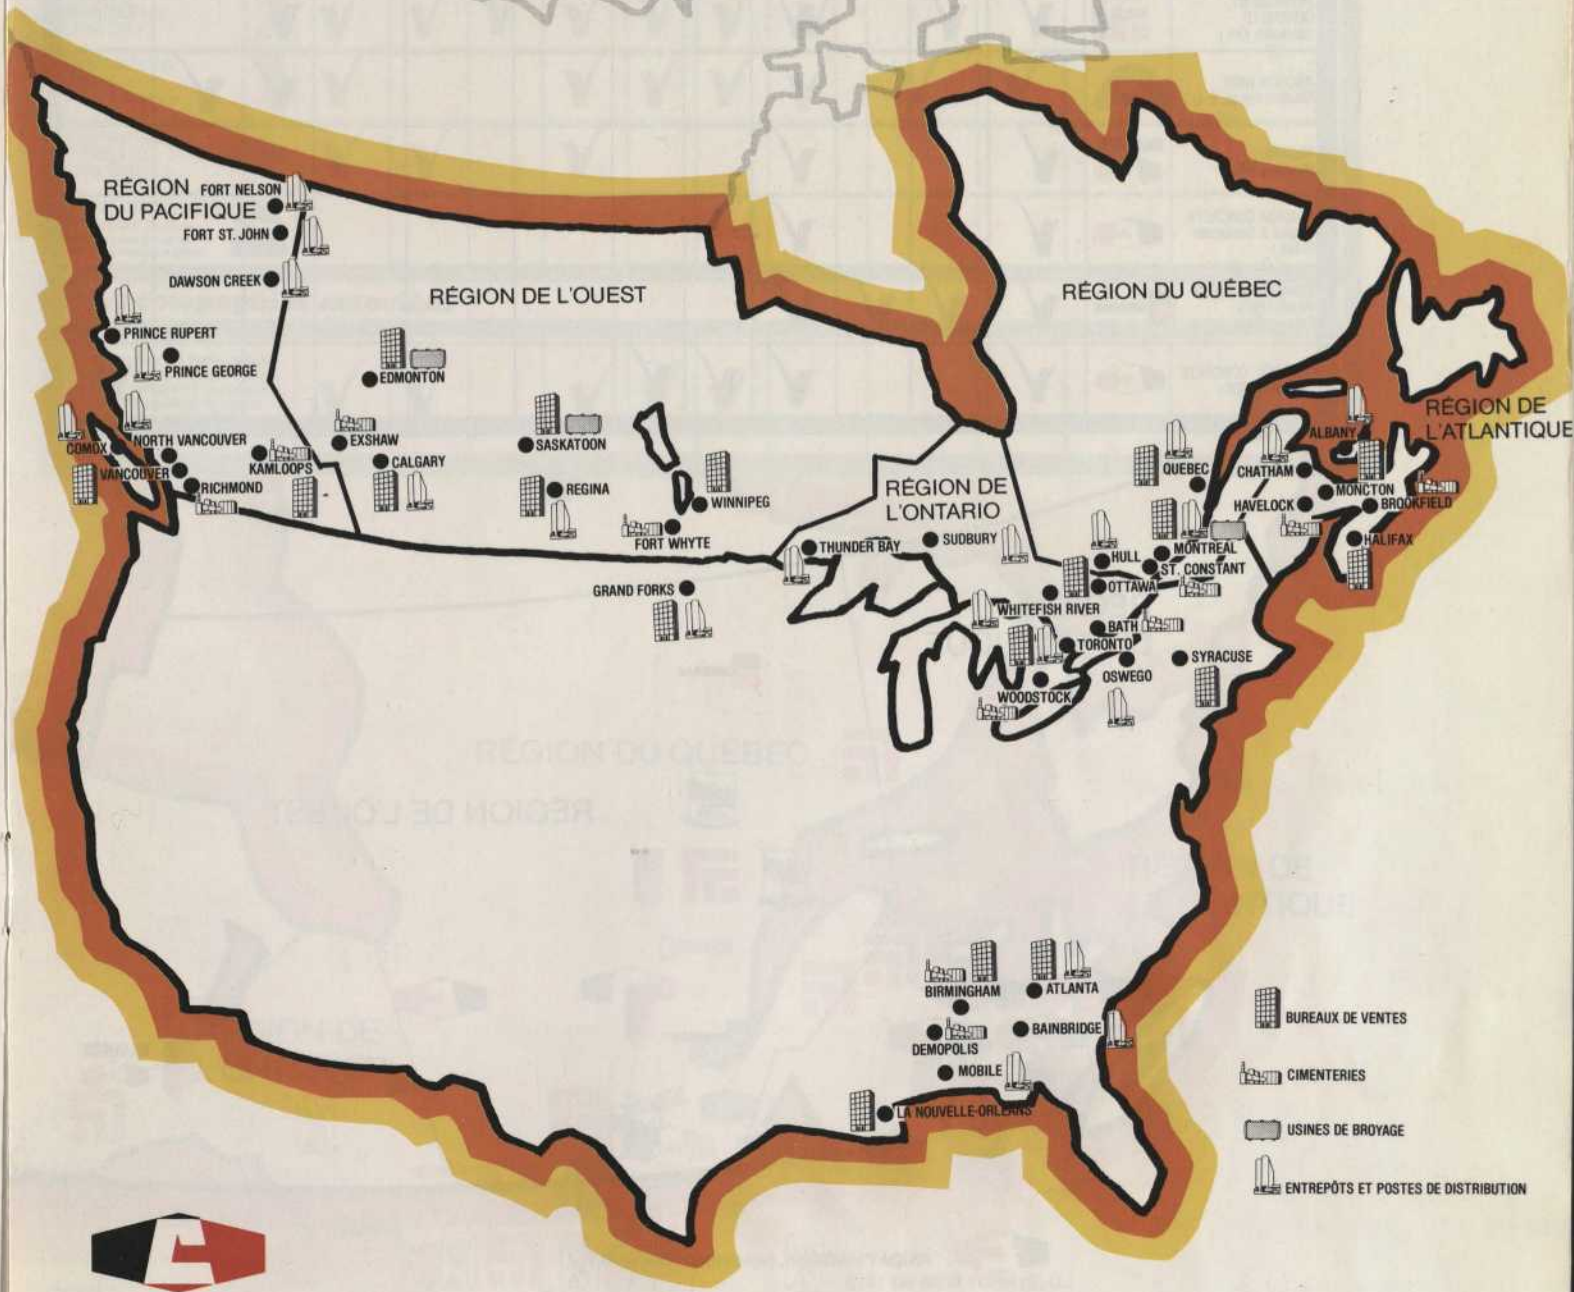 RÉGION
DU PACIFIQUE
FORT NELSON
FORT ST. JOHN
DAWSON CREEK
PRINCE RUPERT
PRINCE GEORGE
COMOX
NORTH VANCOUVER
VANCOUVER
RICHMOND
KAMLOOPS
RÉGION DE L'OUEST
EDMONTON
EXSHAW
CALGARY
SASKATOON
REGINA
WINNIPEG
FORT WHYTE
GRAND FORKS
RÉGION DE
L'ONTARIO
THUNDER BAY
SUDBURY
WHITEFISH RIVER
OTTAWA
BATH
TORONTO
WOODSTOCK
OSWEGO
SYRACUSE
RÉGION DU QUÉBEC
QUEBEC
HULL
MONTREAL
ST. CONSTANT
RÉGION DE
L'ATLANTIQUE
ALBANY
CHATHAM
MONCTON
HAVELOCK
BROOKFIELD
HALIFAX
BIRMINGHAM
ATLANTA
DEMOPOLIS
BAINBRIDGE
MOBILE
LA NOUVELLE-ORLEANS
BUREAUX DE VENTES
CIMENTERIES
USINES DE BROYAGE
ENTREPÔTS ET POSTES DE DISTRIBUTION